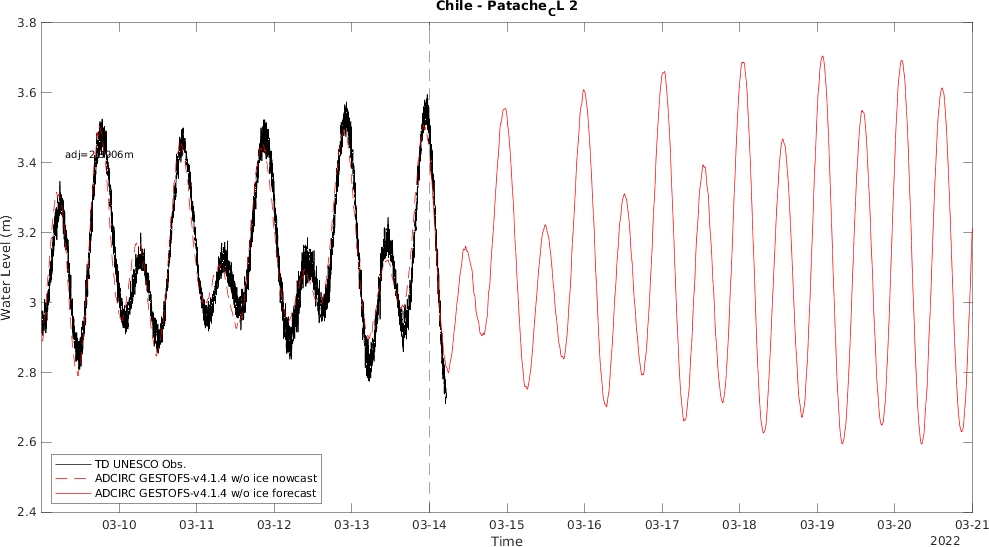 Chile - Patache_CL 2
3.8
3.6
3.4
3.2
3
2.8
2.6
2.4
Water Level (m)
TD UNESCO Obs.
ADCIRC GESTOFS-v4.1.4 w/o ice nowcast
ADCIRC GESTOFS-v4.1.4 w/o ice forecast
03-10 03-11 03-12 03-13 03-14 03-15 03-16 03-17 03-18 03-19 03-20 03-21
Time
2022